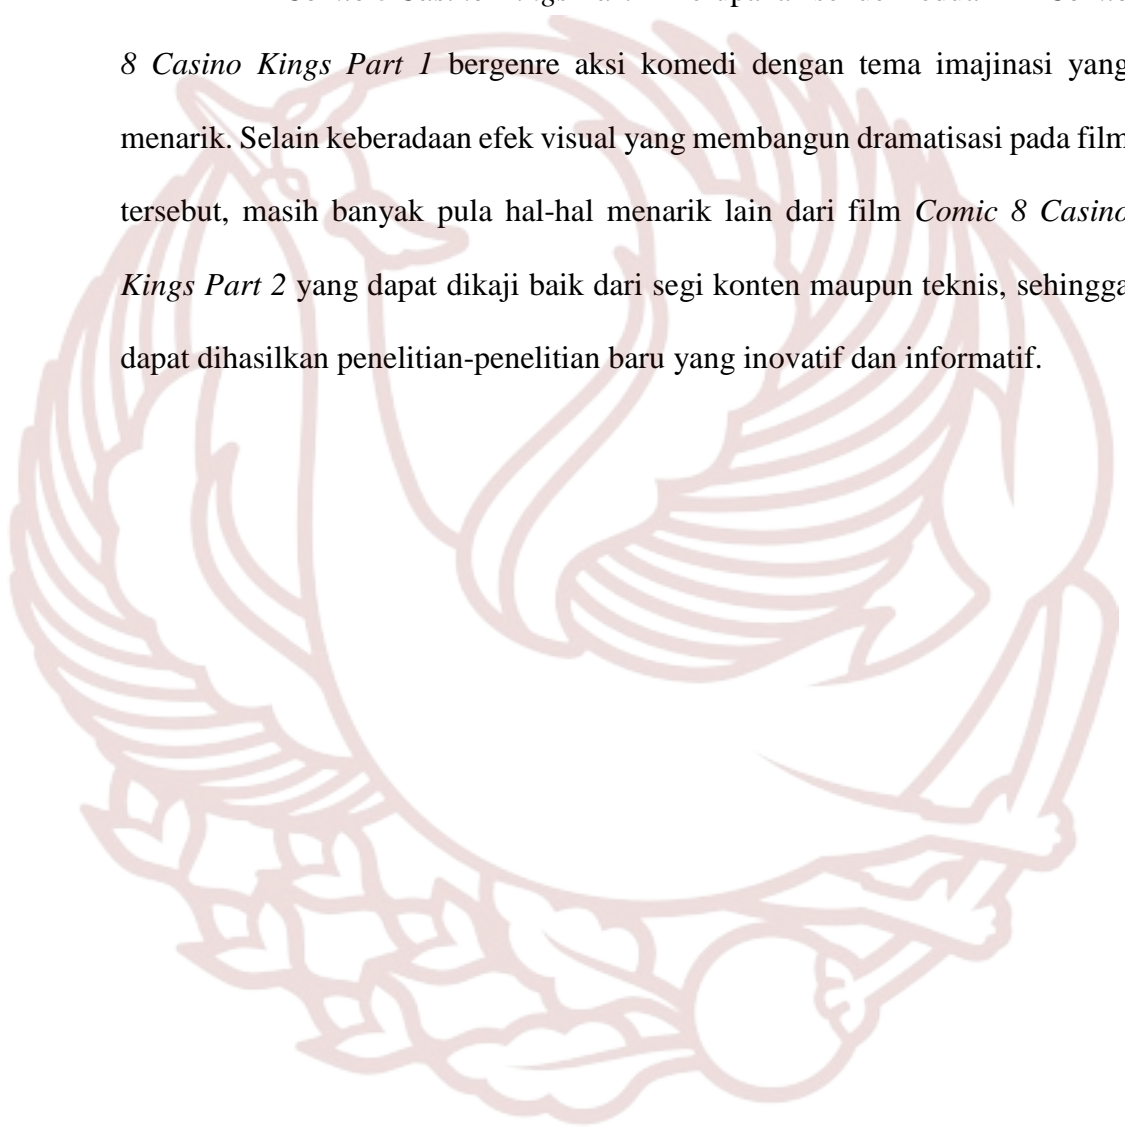 8 Casino Kings Part 1 bergenre aksi komedi dengan tema imajinasi yang
menarik. Selain keberadaan efek visual yang membangun dramatisasi pada film
tersebut, masih banyak pula hal-hal menarik lain dari film Comic 8 Casino
Kings Part 2 yang dapat dikaji baik dari segi konten maupun teknis, sehingga
dapat dihasilkan penelitian-penelitian baru yang inovatif dan informatif.